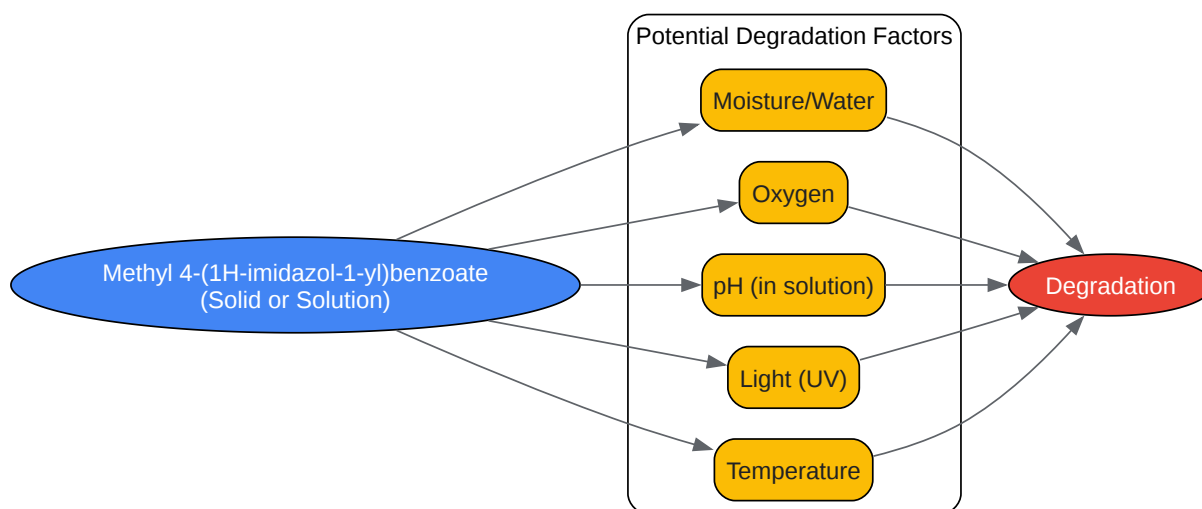 Potential Degradation Factors
Moisture/Water
Oxygen
Methyl 4-(1H-imidazol-1-yl)benzoate
(Solid or Solution)
pH (in solution)
Degradation
Light (UV)
Temperature